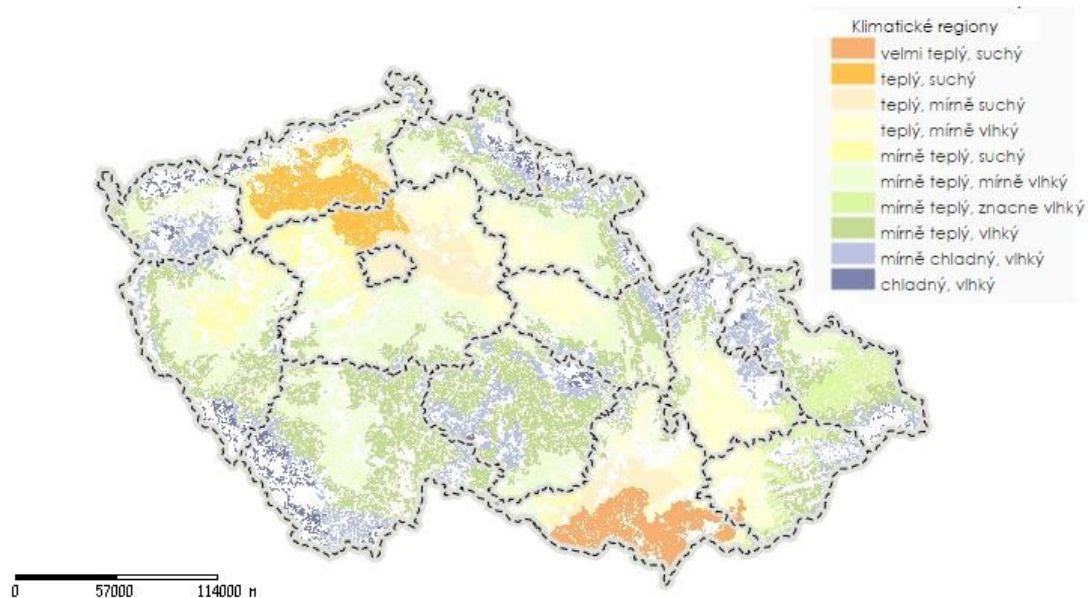 Klimatické regiony
velmi teplý, suchý
teplý, suchý
teplý, mírně suchý
teplý, mírně vlhký
mírně teplý, suchý
mírně teplý, mírně vlhký
mírně teplý, znacne vlhký
mírně teplý, vlhký
mírně chladný, vlhký
chladný, vlhký
0 57000 114000 m